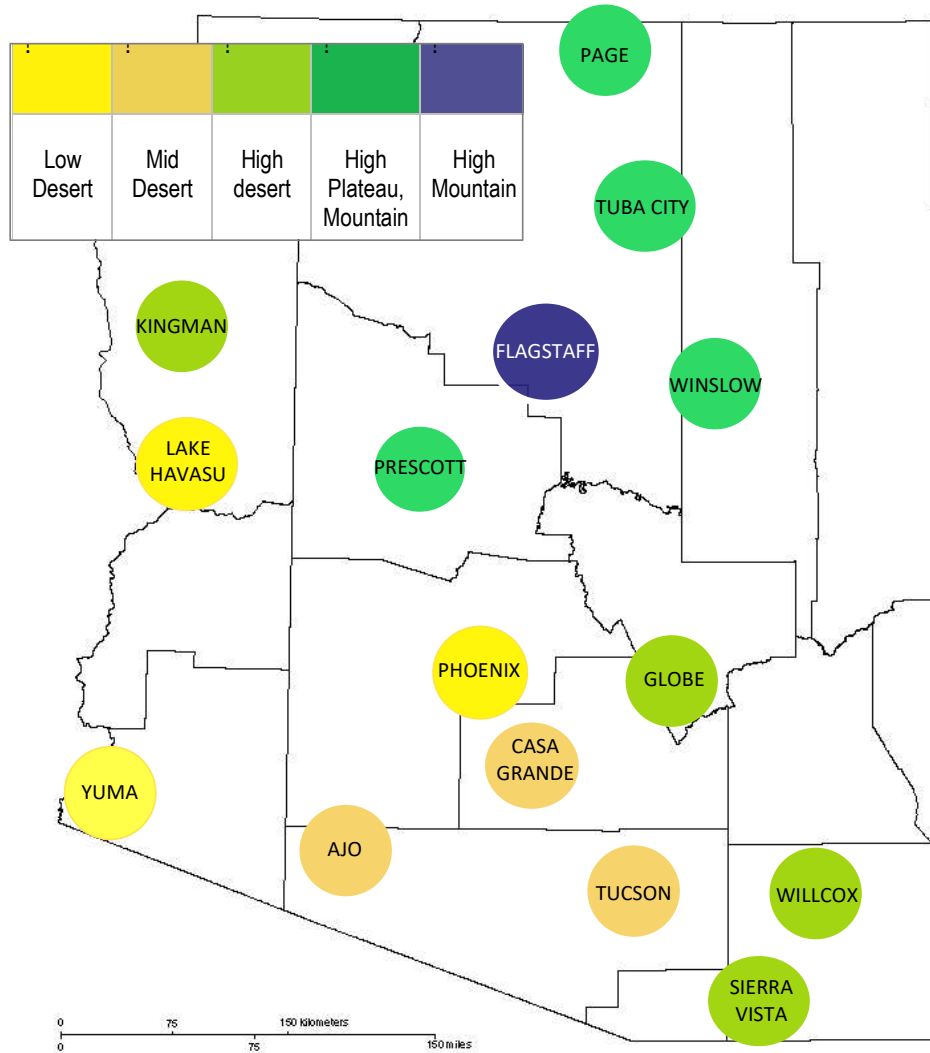 PAGE
Low
Desert
Mid
Desert
High
desert
High
Plateau,
Mountain
High
Mountain
TUBA CITY
KINGMAN
FLAGSTAFF
WINSLOW
LAKE
HAVASU
PRESCOTT
PHOENIX
GLOBE
CASA
GRANDE
YUMA
AJO
TUCSON
WILLCOX
SIERRA
VISTA
0 75 150 kilometers
0 75 150 miles